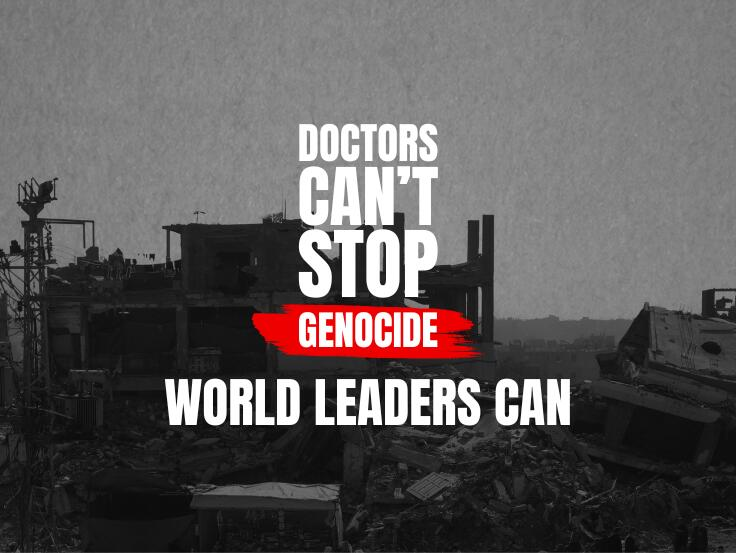 DOCTORS
CAN'T
STOP
GENOCIDE
WORLD LEADERS CAN